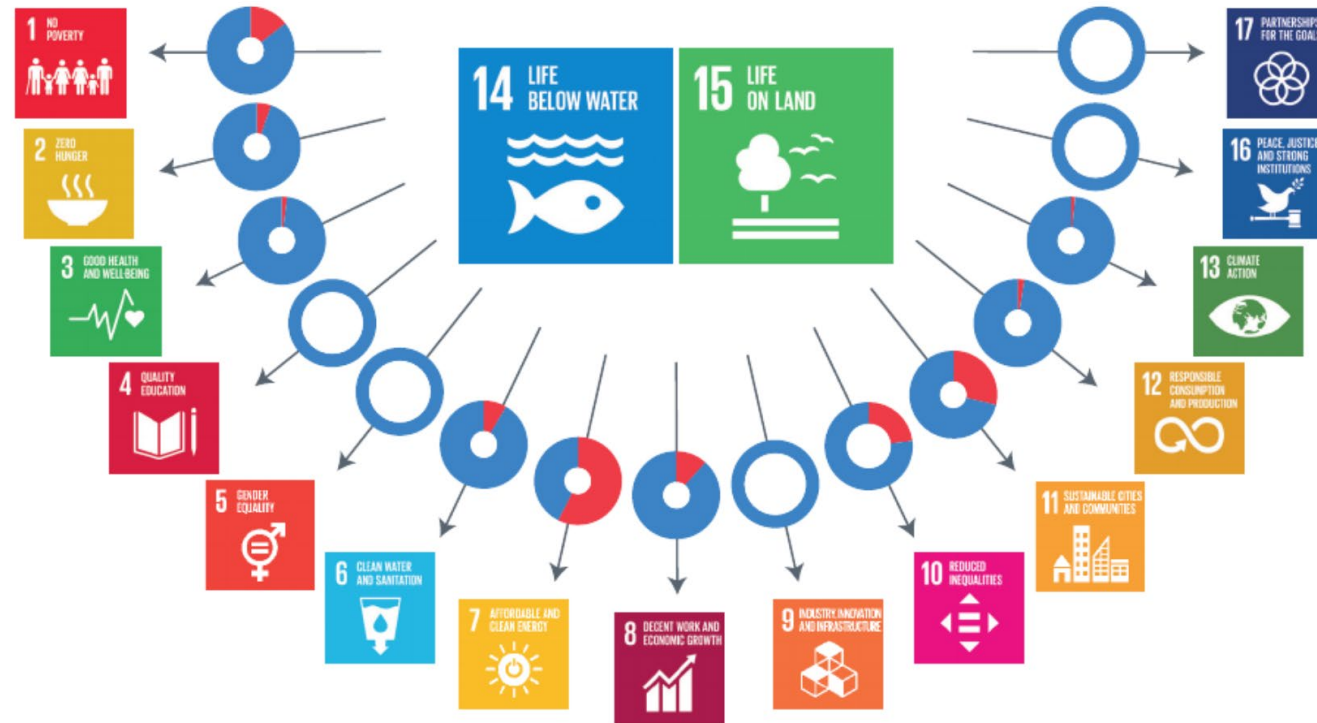 1 NO
POVERTY
2 ZERO
HUNGER
3 GOOD HEALTH
AND WELL-BEING
4 QUALITY
EDUCATION
5 GENDER
EQUALITY
6 CLEAN WATER
AND SANITATION
7 AFFORDABLE AND
CLEAN ENERGY
8 DECENT WORK AND
ECONOMIC GROWTH
9 INDUSTRY, INNOVATION
AND INFRASTRUCTURE
10 REDUCED
INEQUALITIES
11 SUSTAINABLE CITIES
AND COMMUNITIES
12 RESPONSIBLE
CONSUMPTION
AND PRODUCTION
13 CLIMATE
ACTION
14 LIFE
BELOW WATER
15 LIFE
ON LAND
16 PEACE, JUSTICE
AND STRONG
INSTITUTIONS
17 PARTNERSHIPS
FOR THE GOALS